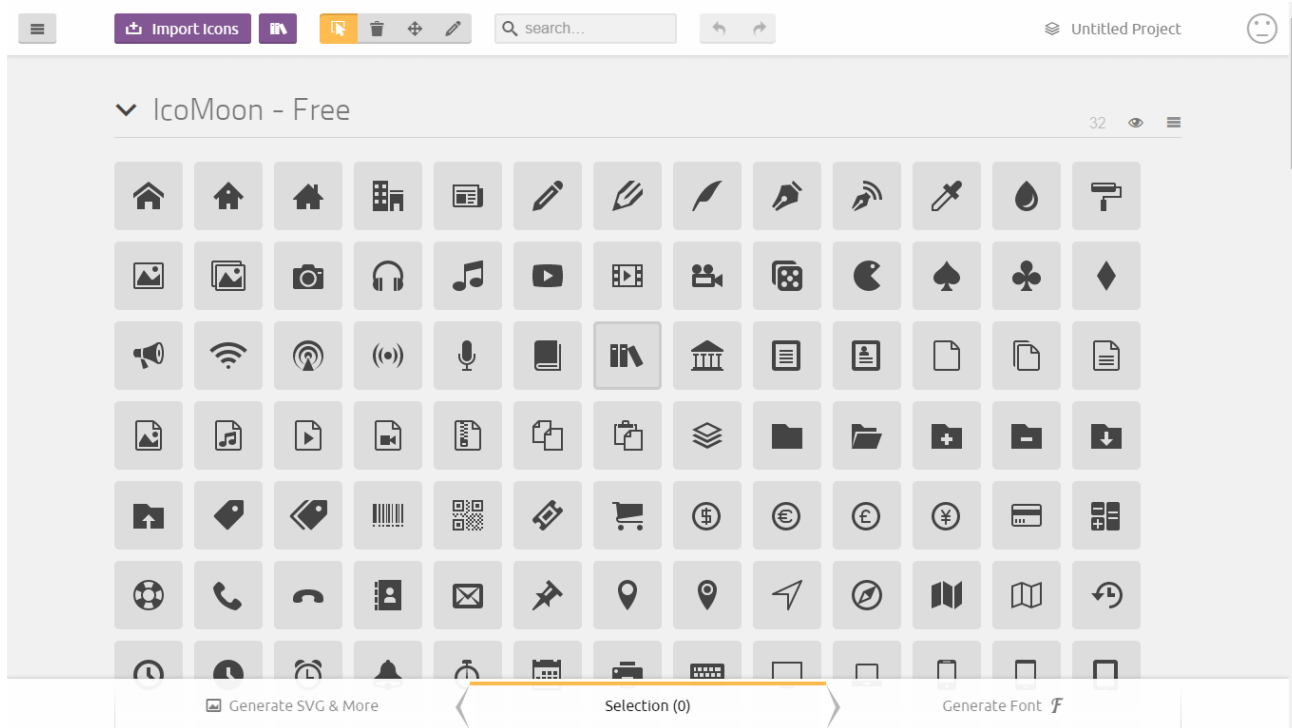 Import Icons
search...
Untitled Project
IcoMoon - Free
32
Generate SVG & More
Selection (0)
Generate Font